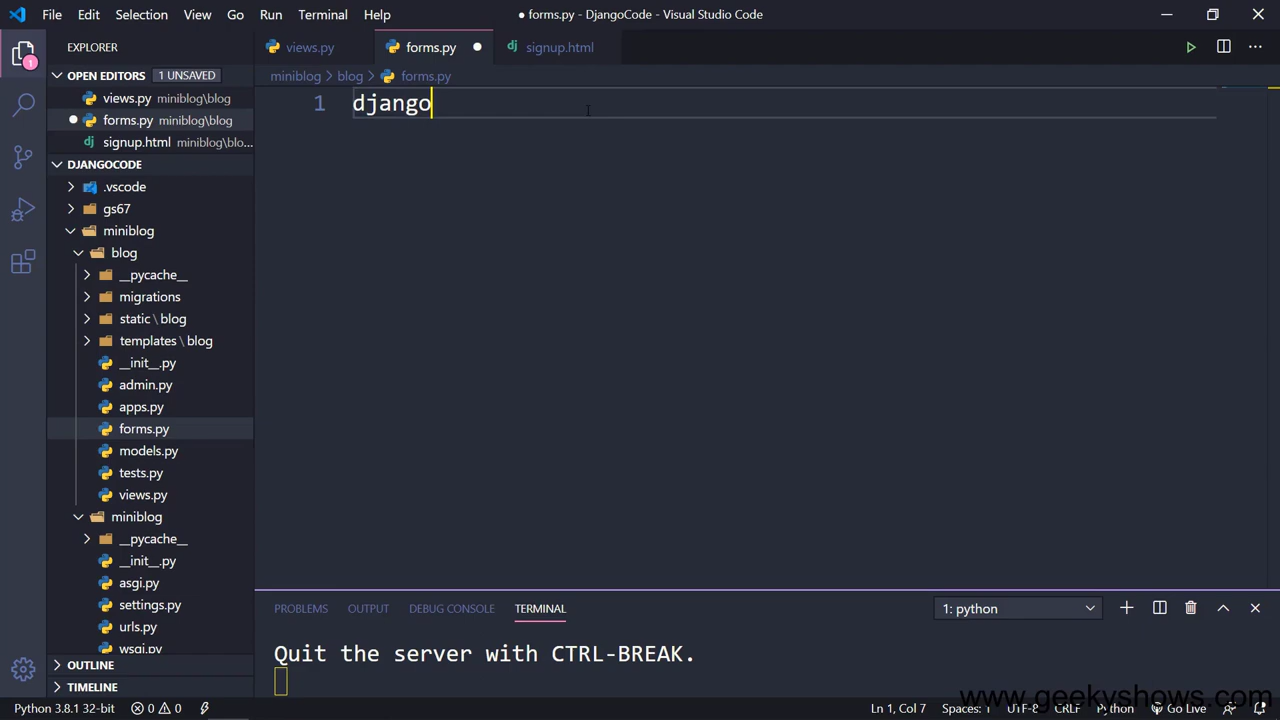 File Edit Selection View Go Run Terminal Help
● forms.py - DjangoCode - Visual Studio Code
EXPLORER
views.py forms.py signup.html
OPEN EDITORS 1 UNSAVED
miniblog > blog > forms.py
views.py miniblog\blog
forms.py miniblog\blog
signup.html miniblog\blo...
1 django
DJANGOCODE
.vscode
gs67
miniblog
blog
__pycache__
migrations
static \ blog
templates \ blog
__init__.py
admin.py
apps.py
forms.py
models.py
tests.py
views.py
miniblog
__pycache__
__init__.py
asgi.py
settings.py
urls.py
wsgi.py
OUTLINE
TIMELINE
PROBLEMS OUTPUT DEBUG CONSOLE TERMINAL
1: python
Quit the server with CTRL-BREAK.
www.geekyshows.com
Python 3.8.1 32-bit 0 0 Ln 1, Col 7 Spaces: 1 UTF-8 CRLF Python Go Live